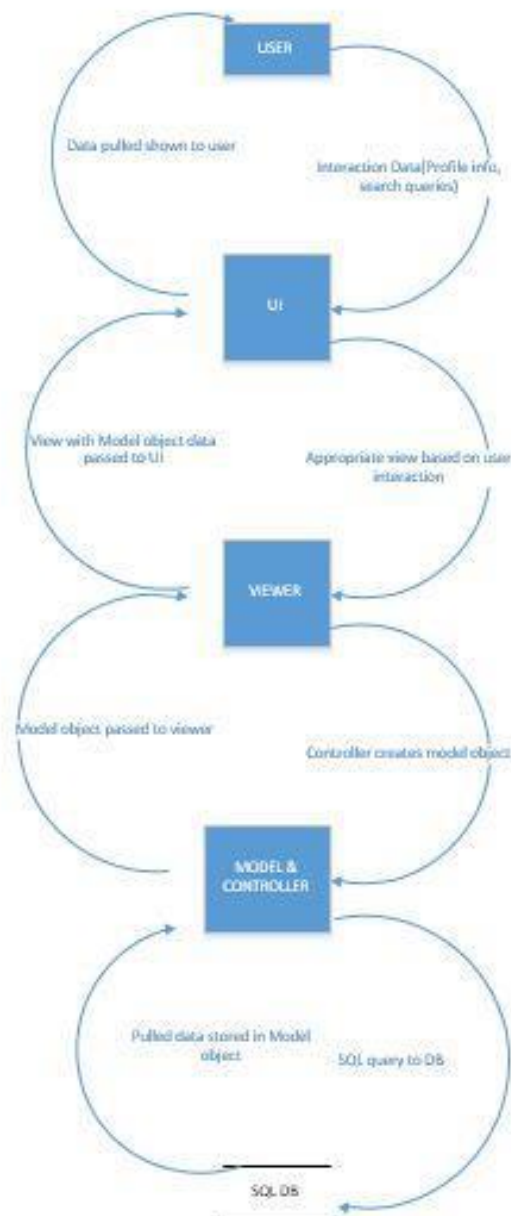 USER
Data pulled shown to user
Interaction Data(Profile info,
search queries)
UI
View with Model object data
passed to UI
Appropriate view based on user
interaction
VIEWER
Model object passed to viewer
Controller creates model object
MODEL &
CONTROLLER
Pulled data stored in Model
object
SQL query to DB
SQL DB